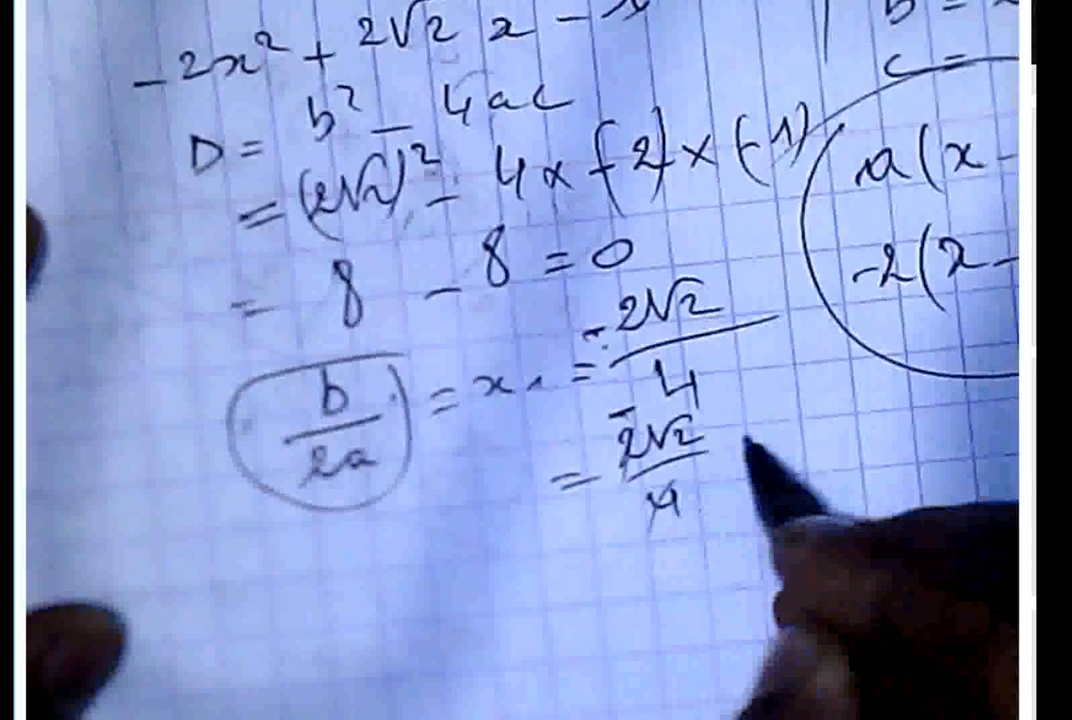 -2x² + 2√2 x -
b =
c =
D = b² - 4ac
= (2√2)² - 4 × (-2) × (-1)
a(x -
= 8 - 8 = 0
-2(x -
b/2a = x₁ = -2√2/-4
= 2√2/4